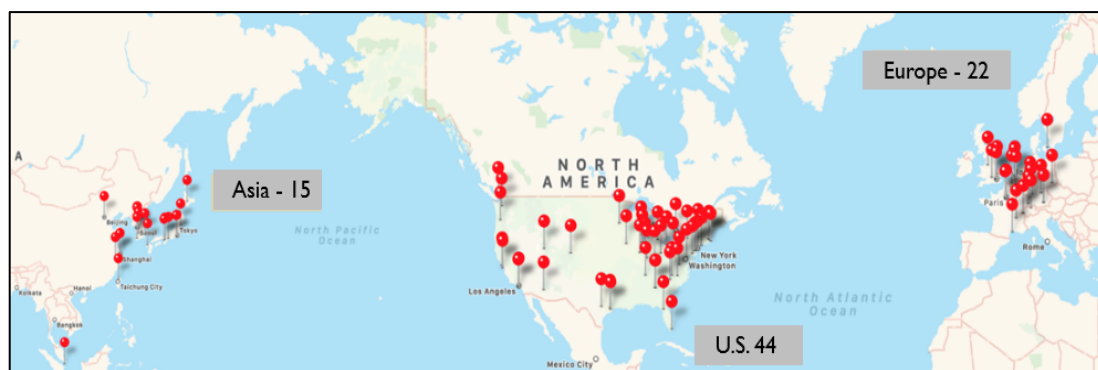 Europe - 22
A
NORTH
AMERICA
Asia - 15
Beijing
Seoul
Tokyo
North Pacific
Ocean
Paris
Rome
Shanghai
New York
Washington
Kolkata
Hanoi
Taichung City
Los Angeles
North Atlantic
Ocean
Bangkok
U.S. 44
Mexico City